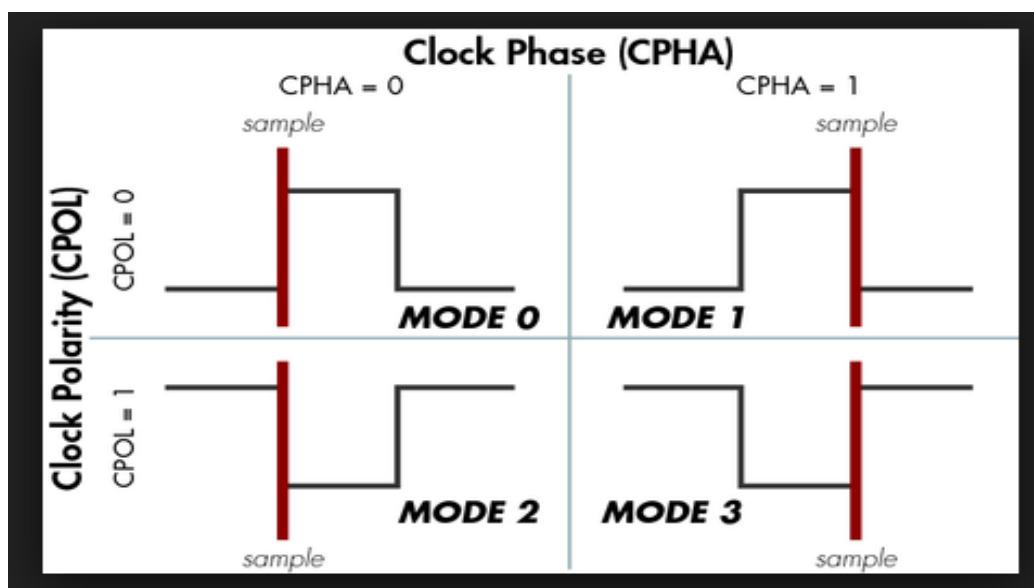 Clock Phase (CPHA)
CPHA = 0
CPHA = 1
sample
sample
Clock Polarity (CPOL)
CPOL = 0
MODE 0
MODE 1
CPOL = 1
MODE 2
MODE 3
sample
sample